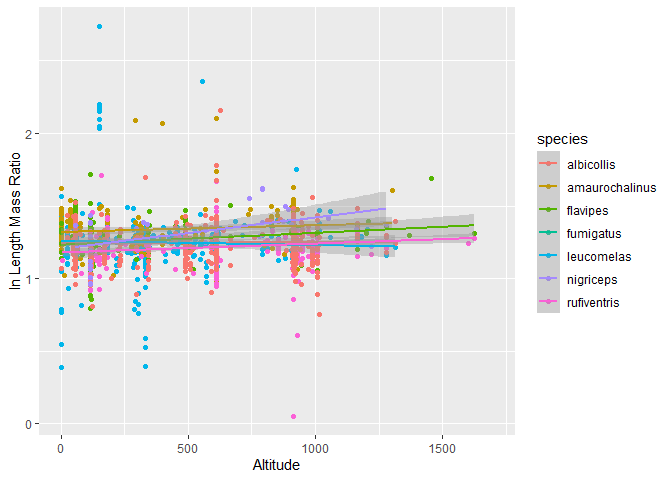 ln Length Mass Ratio
2
1
0
0
500
1000
1500
Altitude
species
albicollis
amaurochalinus
flavipes
fumigatus
leucomelas
nigriceps
rufiventris